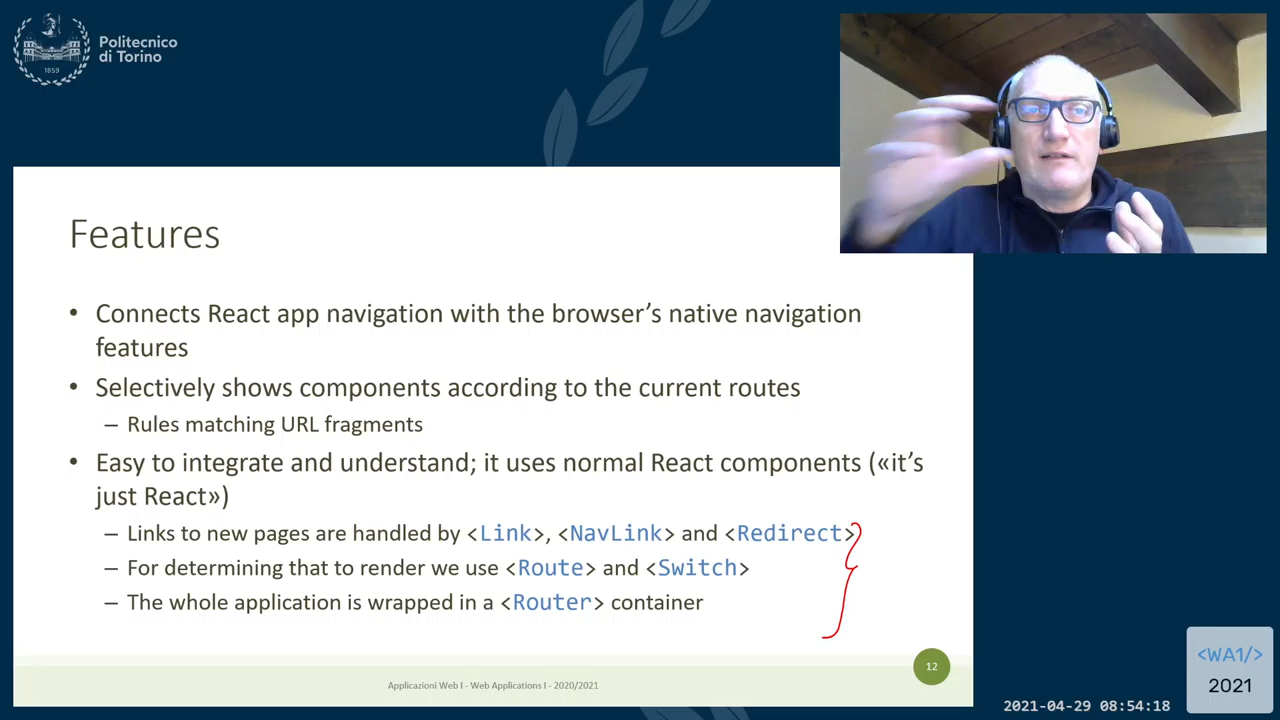 Politecnico
di Torino
1859
Features
• Connects React app navigation with the browser’s native navigation
features
• Selectively shows components according to the current routes
– Rules matching URL fragments
• Easy to integrate and understand; it uses normal React components («it’s
just React»)
– Links to new pages are handled by <Link>, <NavLink> and <Redirect>
– For determining that to render we use <Route> and <Switch>
– The whole application is wrapped in a <Router> container
12
Applicazioni Web I - Web Applications I - 2020/2021
<WA1/>
2021
2021-04-29 08:54:18